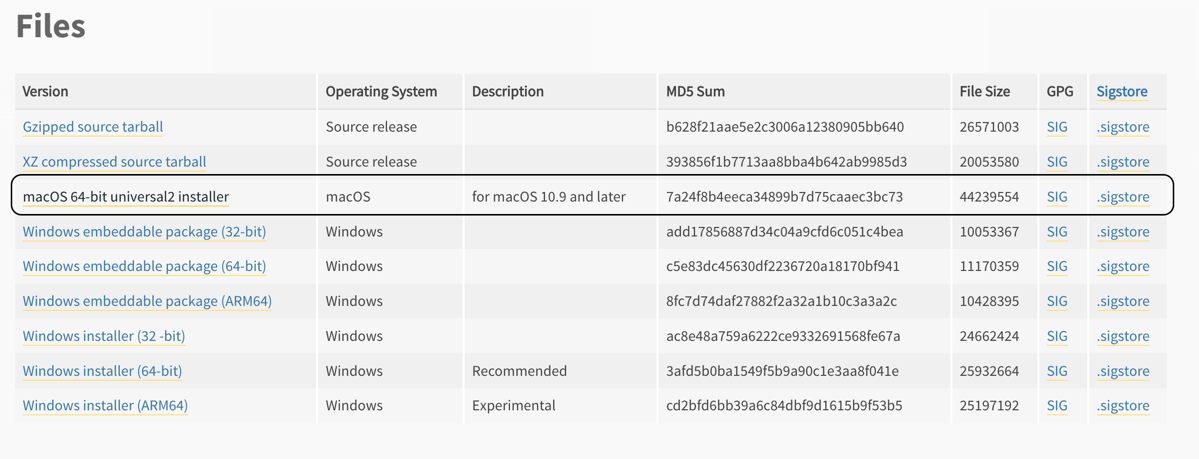 Files
Version Operating System Description MD5 Sum File Size GPG Sigstore
Gzipped source tarball Source release b628f21aae5e2c3006a12380905bb640 26571003 SIG .sigstore
XZ compressed source tarball Source release 393856f1b7713aa8bba4b642ab9985d3 20053580 SIG .sigstore
macOS 64-bit universal2 installer macOS for macOS 10.9 and later 7a24f8b4eeca34899b7d75caaec3bc73 44239554 SIG .sigstore
Windows embeddable package (32-bit) Windows add17856887d34c04a9cfd6c051c4bea 10053367 SIG .sigstore
Windows embeddable package (64-bit) Windows c5e83dc45630df2236720a18170bf941 11170359 SIG .sigstore
Windows embeddable package (ARM64) Windows 8fc7d74daf27882f2a32a1b10c3a3a2c 10428395 SIG .sigstore
Windows installer (32 -bit) Windows ac8e48a759a6222ce9332691568fe67a 24662424 SIG .sigstore
Windows installer (64-bit) Windows Recommended 3afd5b0ba1549f5b9a90c1e3aa8f041e 25932664 SIG .sigstore
Windows installer (ARM64) Windows Experimental cd2bfd6bb39a6c84dbf9d1615b9f53b5 25197192 SIG .sigstore